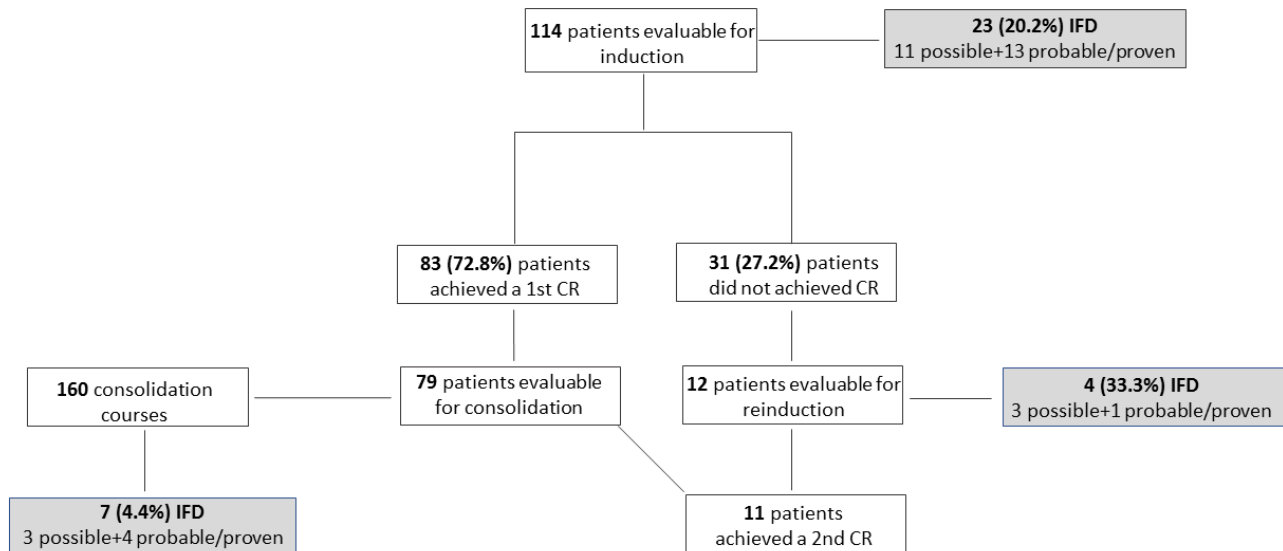 114 patients evaluable for
induction
23 (20.2%) IFD
11 possible+13 probable/proven
83 (72.8%) patients
achieved a 1st CR
31 (27.2%) patients
did not achieved CR
160 consolidation
courses
79 patients evaluable
for consolidation
12 patients evaluable for
reinduction
4 (33.3%) IFD
3 possible+1 probable/proven
7 (4.4%) IFD
3 possible+4 probable/proven
11 patients
achieved a 2nd CR